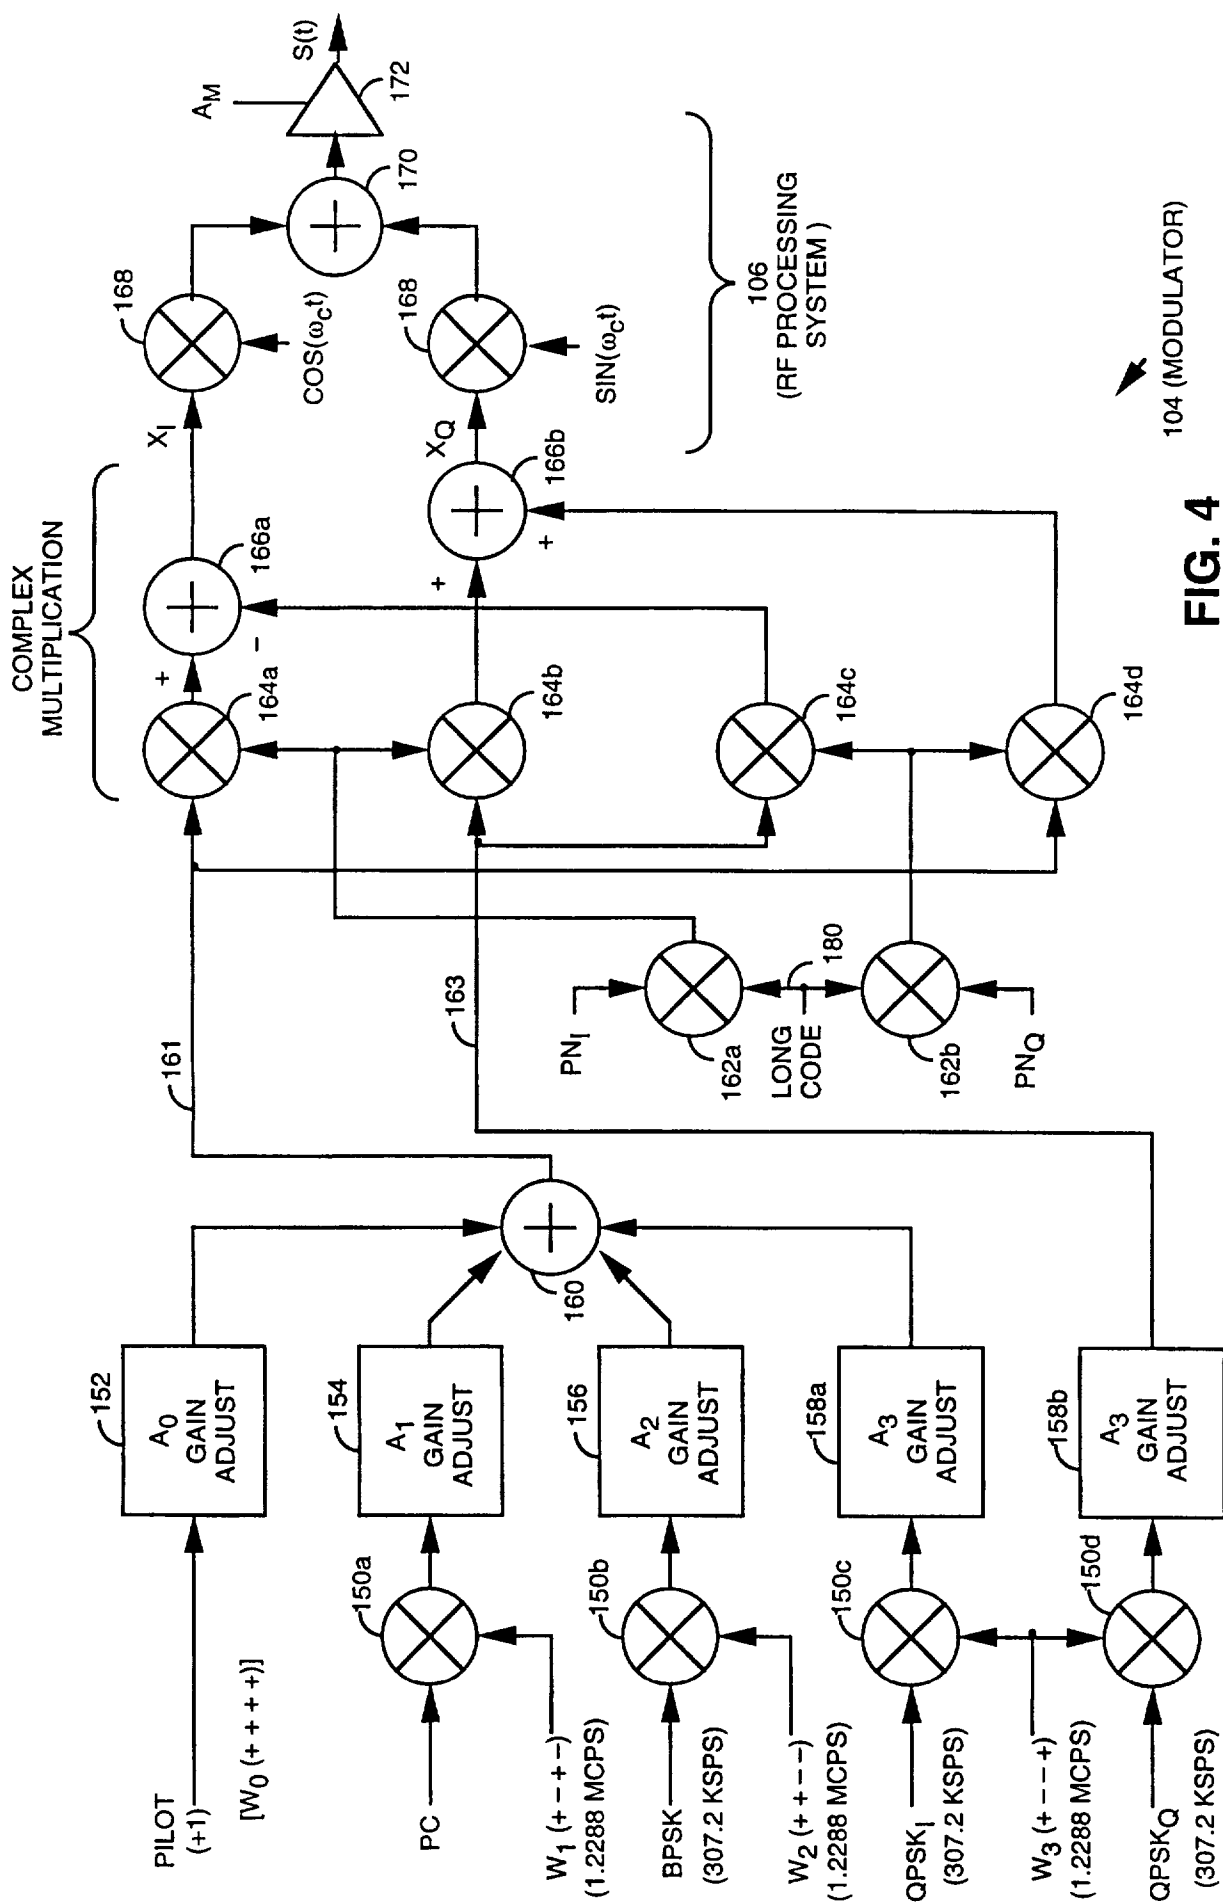 PILOT
(+1)
[W0 (+ + + +)]
152
A0
GAIN
ADJUST
PC
150a
W1 (+ – + –)
(1.2288 MCPS)
154
A1
GAIN
ADJUST
BPSK
(307.2 KSPS)
150b
W2 (+ + – –)
(1.2288 MCPS)
156
A2
GAIN
ADJUST
QPSKI
(307.2 KSPS)
150c
W3 (+ – – +)
(1.2288 MCPS)
158a
A3
GAIN
ADJUST
QPSKQ
(307.2 KSPS)
150d
158b
A3
GAIN
ADJUST
160
161
163
PNI
162a
LONG
CODE
180
162b
PNQ
COMPLEX
MULTIPLICATION
164a
+
–
166a
164b
+
+
166b
164c
164d
XI
XQ
168
COS(ωct)
168
SIN(ωct)
170
AM
172
S(t)
106
(RF PROCESSING
SYSTEM )
104 (MODULATOR)
FIG. 4